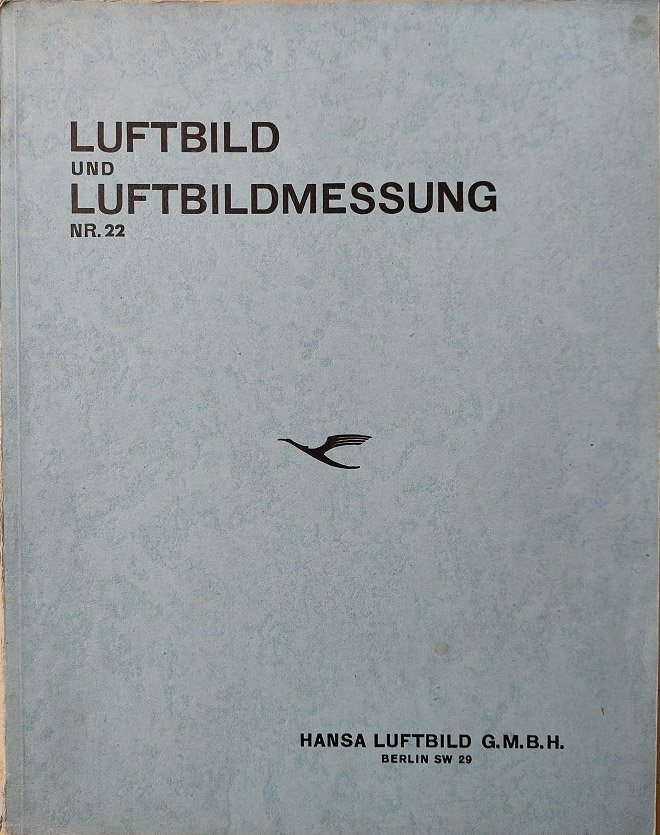 LUFTBILD
UND
LUFTBILDMESSUNG
NR. 22
HANSA LUFTBILD G.M.B.H.
BERLIN SW 29